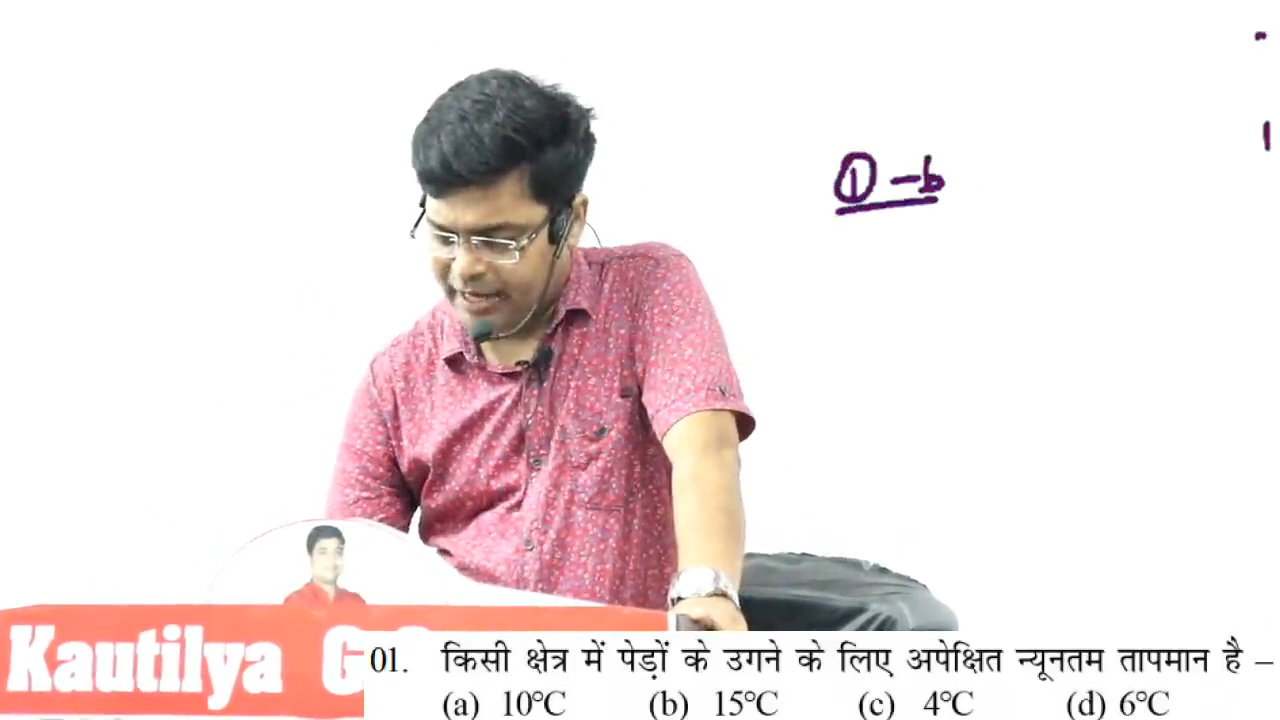 ① – b
Kautilya G
01. किसी क्षेत्र में पेड़ों के उगने के लिए अपेक्षित न्यूनतम तापमान है –
(a) 10°C (b) 15°C (c) 4°C (d) 6°C